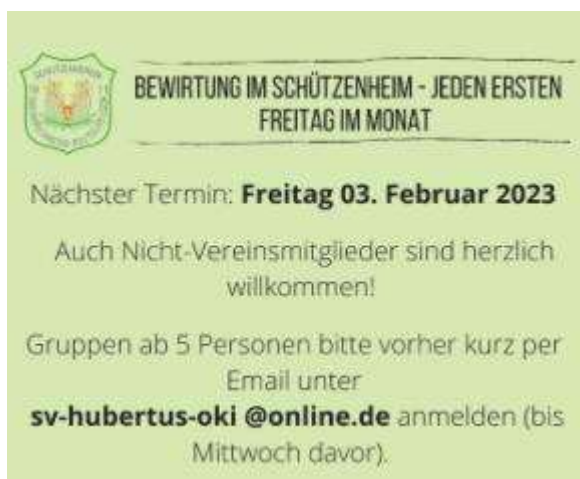 BEWIRTUNG IM SCHÜTZENHEIM - JEDEN ERSTEN
FREITAG IM MONAT
Nächster Termin: Freitag 03. Februar 2023
Auch Nicht-Vereinsmitglieder sind herzlich
willkommen!
Gruppen ab 5 Personen bitte vorher kurz per
Email unter
sv-hubertus-oki @online.de anmelden (bis
Mittwoch davor).